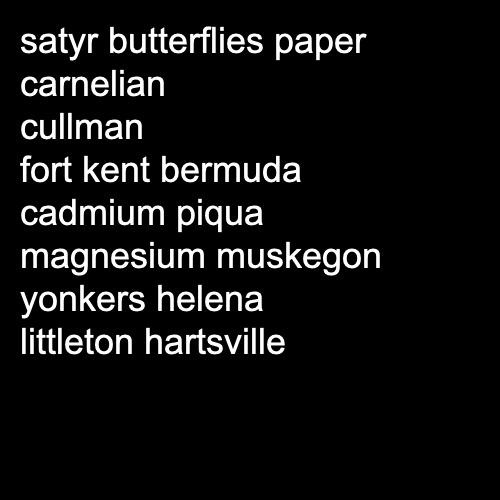 satyr butterflies paper
carnelian
cullman
fort kent bermuda
cadmium piqua
magnesium muskegon
yonkers helena
littleton hartsville